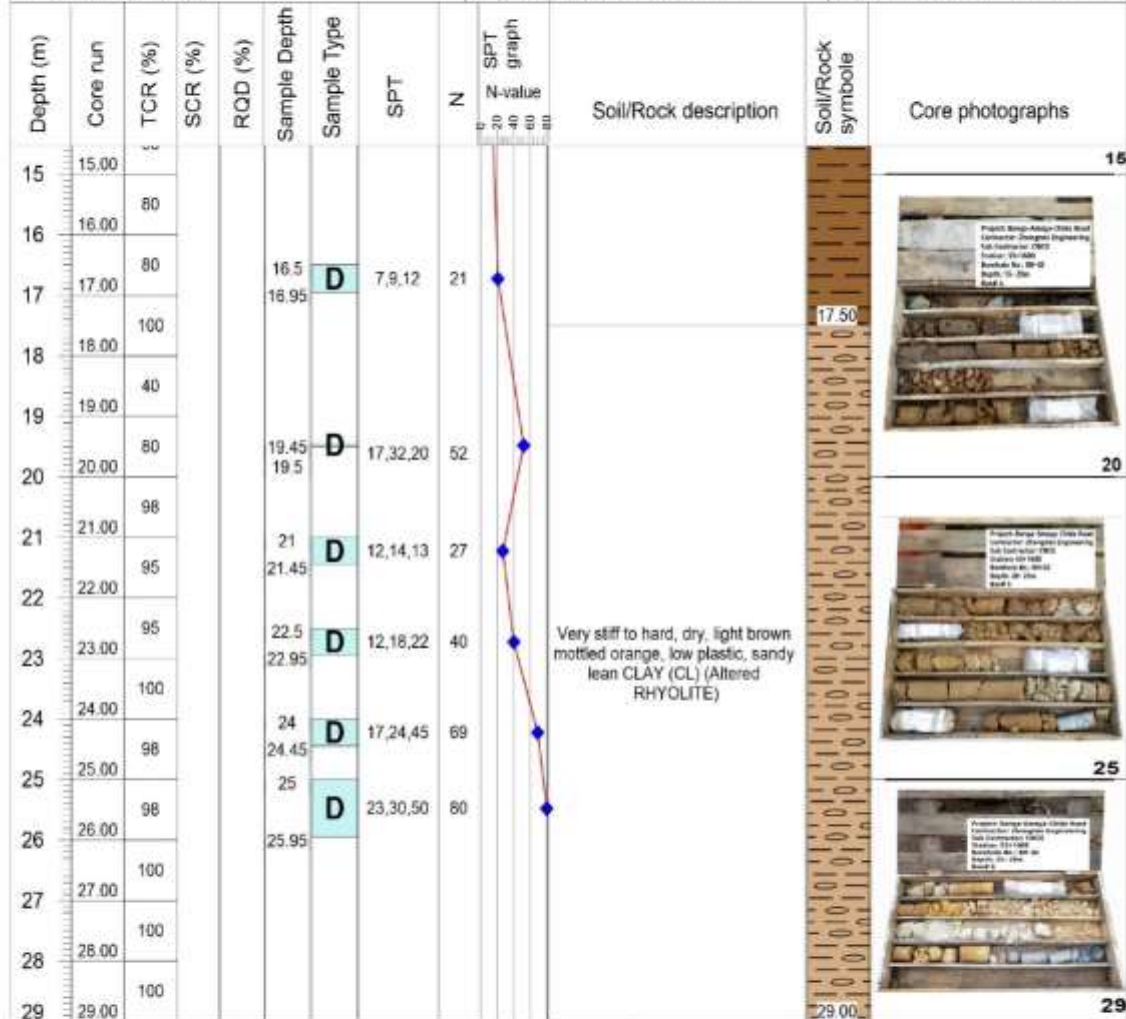 Depth (m)
Core run
TCR (%)
SCR (%)
RQD (%)
Sample Depth
Sample Type
SPT
N
SPT
graph
N-value
0 20 40 60 80
Soil/Rock description
Soil/Rock
symbole
Core photographs
15.00
15
15
80
16.00
16
80
16.5
D
7,9,12
21
17.00
17
16.95
17.50
100
18.00
18
40
19.00
19
80
19.45
D
17,32,20
52
20.00
19.5
20
20
98
21.00
21
21
D
12,14,13
27
95
21.45
22.00
22
95
22.5
D
12,18,22
40
23.00
22.95
23
Very stiff to hard, dry, light brown
mottled orange, low plastic, sandy
lean CLAY (CL) (Altered
RHYOLITE)
100
24.00
24
24
D
17,24,45
69
98
24.45
25.00
25
25
25
98
D
23,30,50
80
26.00
26
25.95
100
27.00
27
100
28.00
28
100
29.00
29
29.00
29